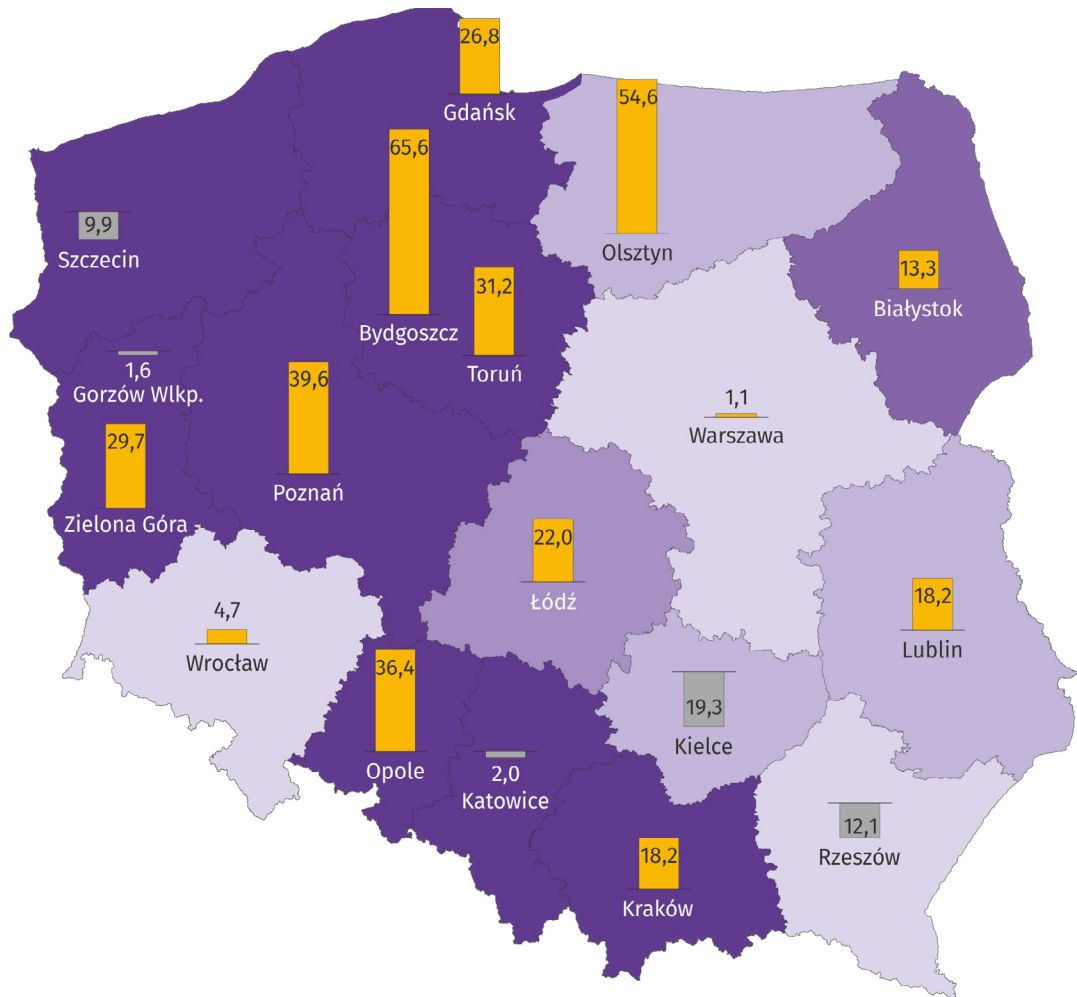 26,8
Gdańsk
54,6
Olsztyn
65,6
Bydgoszcz
9,9
Szczecin
31,2
Toruń
13,3
Białystok
1,6
Gorzów Wlkp.
39,6
Poznań
1,1
Warszawa
29,7
Zielona Góra -
22,0
Łódź
18,2
Lublin
4,7
Wrocław
36,4
Opole
19,3
Kielce
2,0
Katowice
12,1
Rzeszów
18,2
Kraków